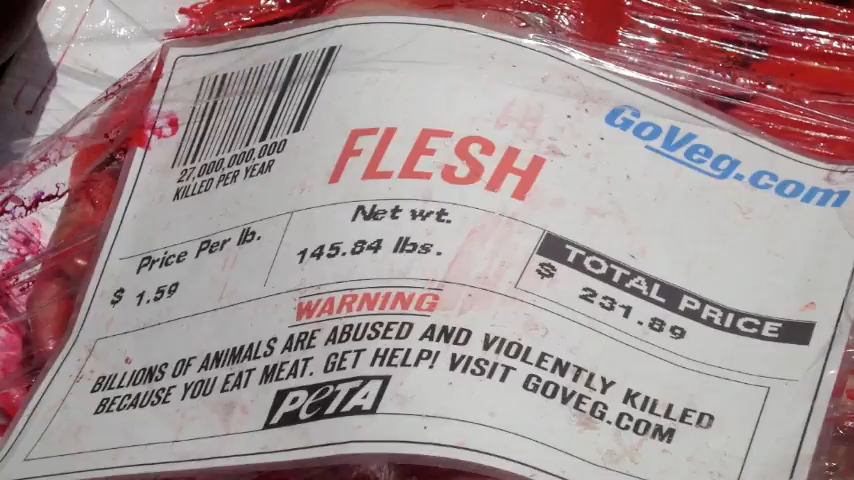 27,000,000,000
KILLED PER YEAR
FLESH
GoVeg.com
Price Per lb.
$ 1.59
Net wt.
145.84 lbs.
TOTAL PRICE
$ 231.89
WARNING
BILLIONS OF ANIMALS ARE ABUSED AND VIOLENTLY KILLED
BECAUSE YOU EAT MEAT. GET HELP! VISIT GOVEG.COM
PETA